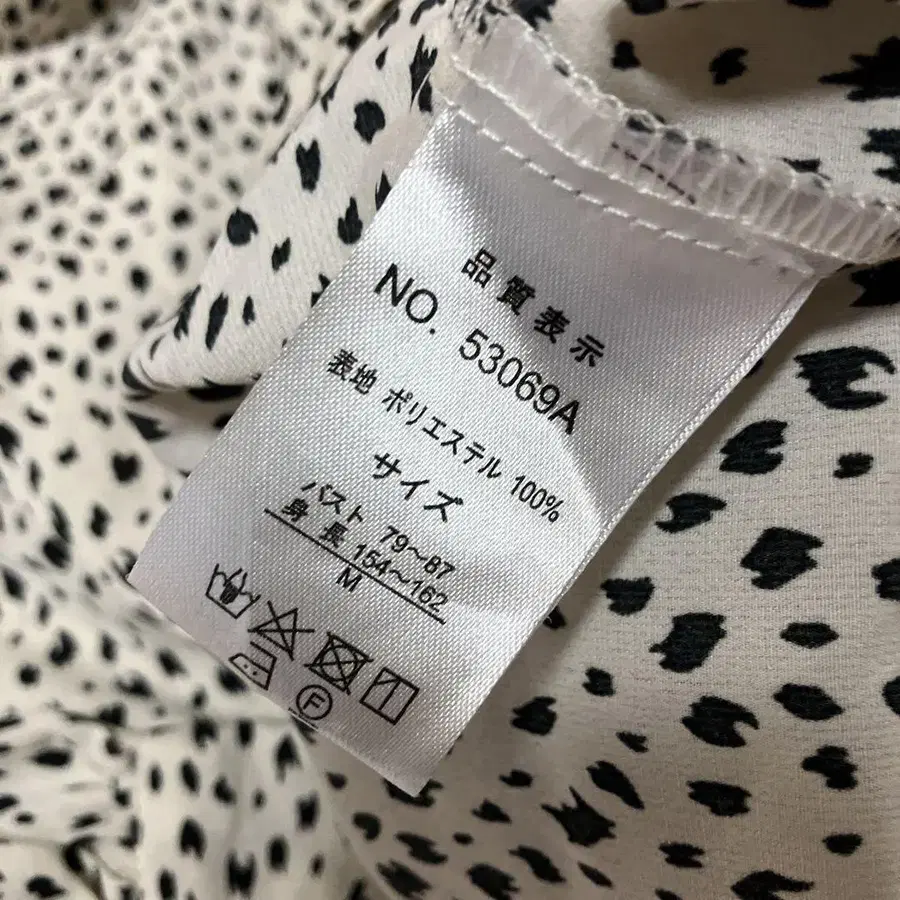 品質表示
NO. 53069A
表地 ポリエステル 100%
サイズ
バスト 79～87
身長 154～162
M
F